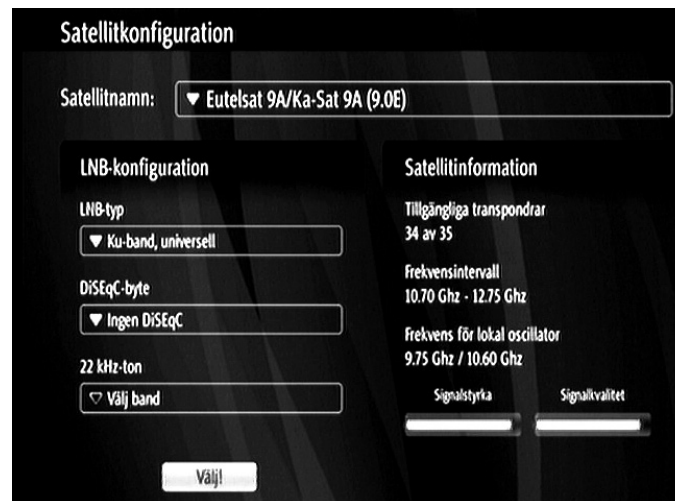 Satellitkonfiguration
Satellitnamn: Eutelsat 9A/Ka-Sat 9A (9.0E)
LNB-konfiguration
LNB-typ
Ku-band, universell
DiSEqC-byte
Ingen DiSEqC
22 kHz-ton
Välj band
Välj!
Satellitinformation
Tillgängliga transpondrar
34 av 35
Frekvensintervall
10.70 Ghz - 12.75 Ghz
Frekvens för lokal oscillator
9.75 Ghz / 10.60 Ghz
Signalstyrka Signalkvalitet